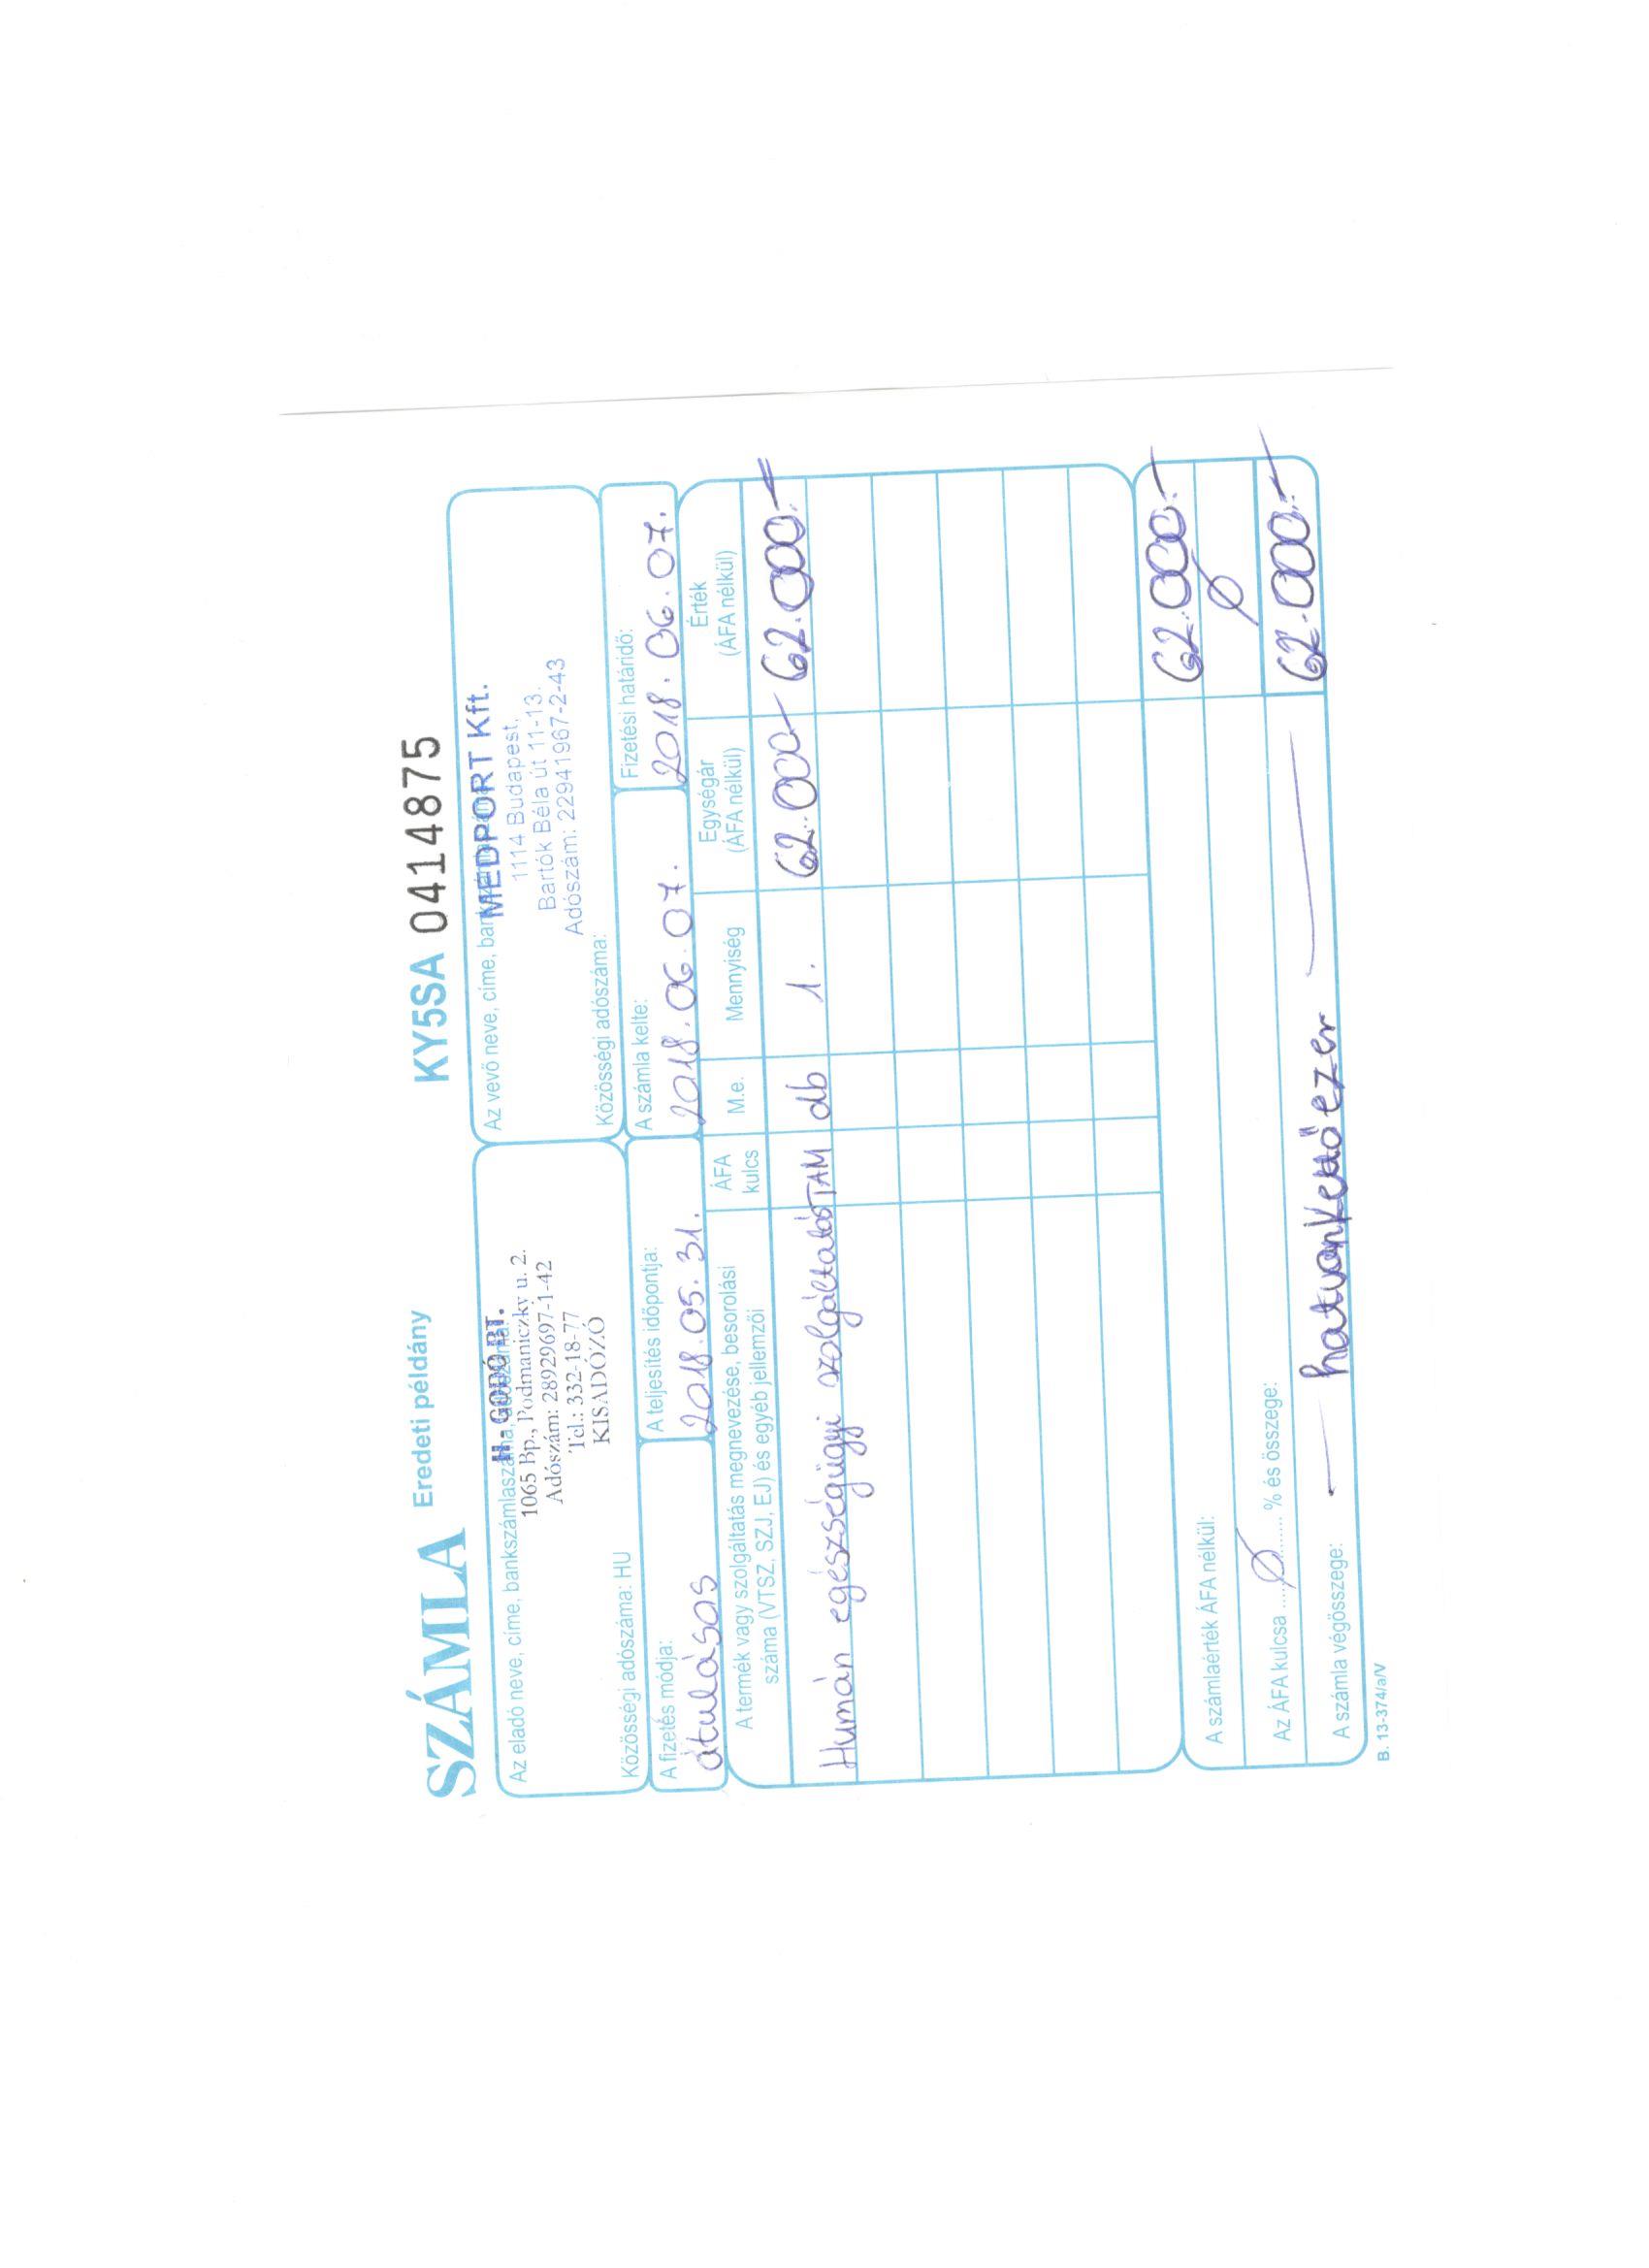 SZÁMLA Eredeti példány KY5SA 0414875
Az eladó neve, címe, bankszámlaszáma, adószáma:
H. GODÓ BT.
1065 Bp., Podmaniczky u. 2.
Adószám: 28929697-1-42
Tel.: 332-18-77
KISADÓZÓ
Közösségi adószáma: HU
Az vevő neve, címe,
MEDPORT Kft.
1114 Budapest,
Bartók Béla út 11-13.
Adószám: 22941967-2-43
Közösségi adószáma:
A fizetés módja: A teljesítés időpontja: A számla kelte: Fizetési határidő:
átulásos 2018.05.31. 2018.06.07. 2018.06.07.
A termék vagy szolgáltatás megnevezése, besorolási
száma (VTSZ, SZJ, EJ) és egyéb jellemzői
ÁFA
kulcs
M.e.
Mennyiség
Egységár
(ÁFA nélkül)
Érték
(ÁFA nélkül)
Humán egészségügyi szolgáltatás TAM db 1. 62.000.- 62.000.-
A számlaérték ÁFA nélkül: 62.000.-
Az ÁFA kulcsa Ø % és összege: Ø
A számla végösszege: hatvankettőezer 62.000.-
B. 13-374/a/V